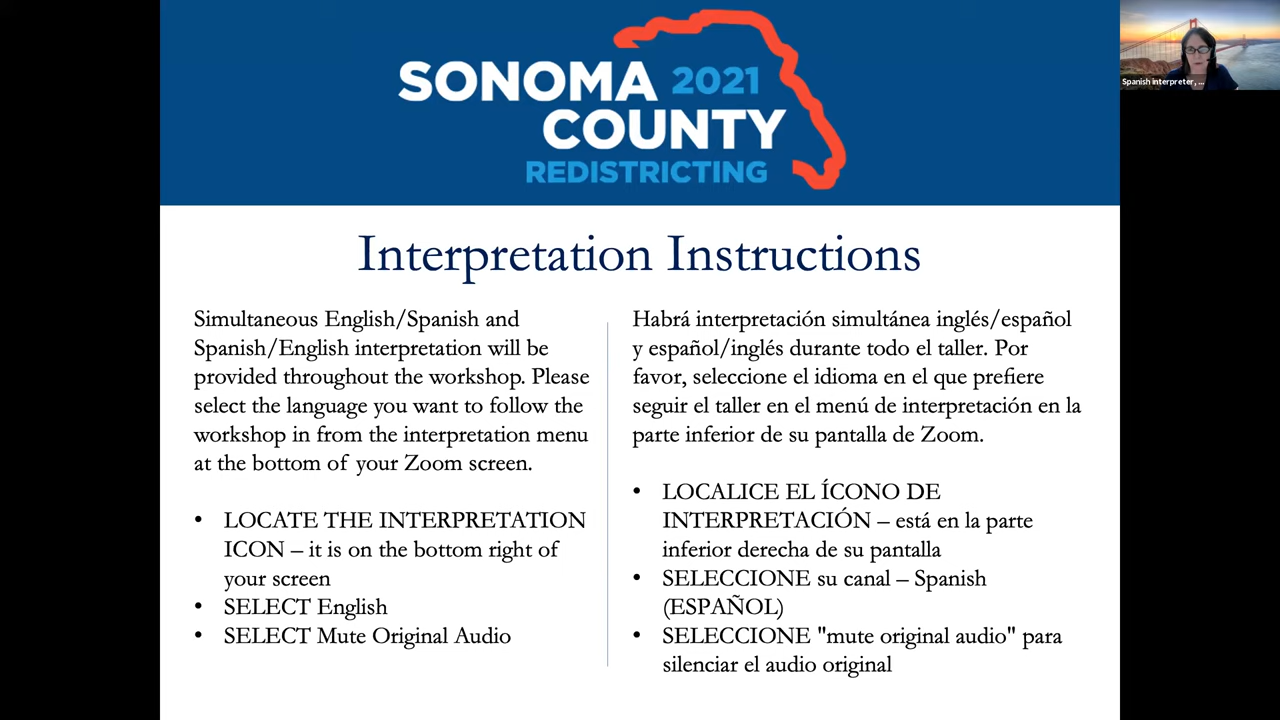 SONOMA 2021
COUNTY
REDISTRICTING
Spanish interpreter, ...
Interpretation Instructions
Simultaneous English/Spanish and
Spanish/English interpretation will be
provided throughout the workshop. Please
select the language you want to follow the
workshop in from the interpretation menu
at the bottom of your Zoom screen.
• LOCATE THE INTERPRETATION
ICON – it is on the bottom right of
your screen
• SELECT English
• SELECT Mute Original Audio
Habrá interpretación simultánea inglés/español
y español/inglés durante todo el taller. Por
favor, seleccione el idioma en el que prefiere
seguir el taller en el menú de interpretación en la
parte inferior de su pantalla de Zoom.
• LOCALICE EL ÍCONO DE
INTERPRETACIÓN – está en la parte
inferior derecha de su pantalla
• SELECCIONE su canal – Spanish
(ESPAÑOL)
• SELECCIONE "mute original audio" para
silenciar el audio original